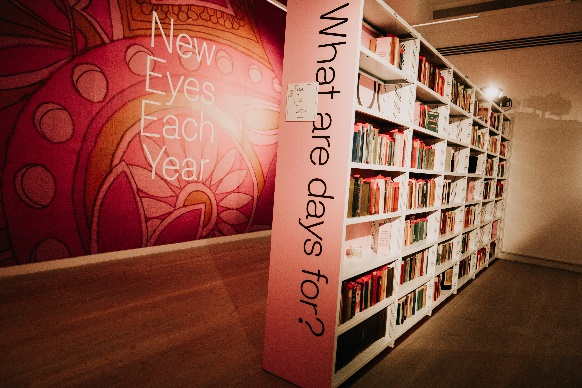 New
Eyes
Each
Year
What are days for?